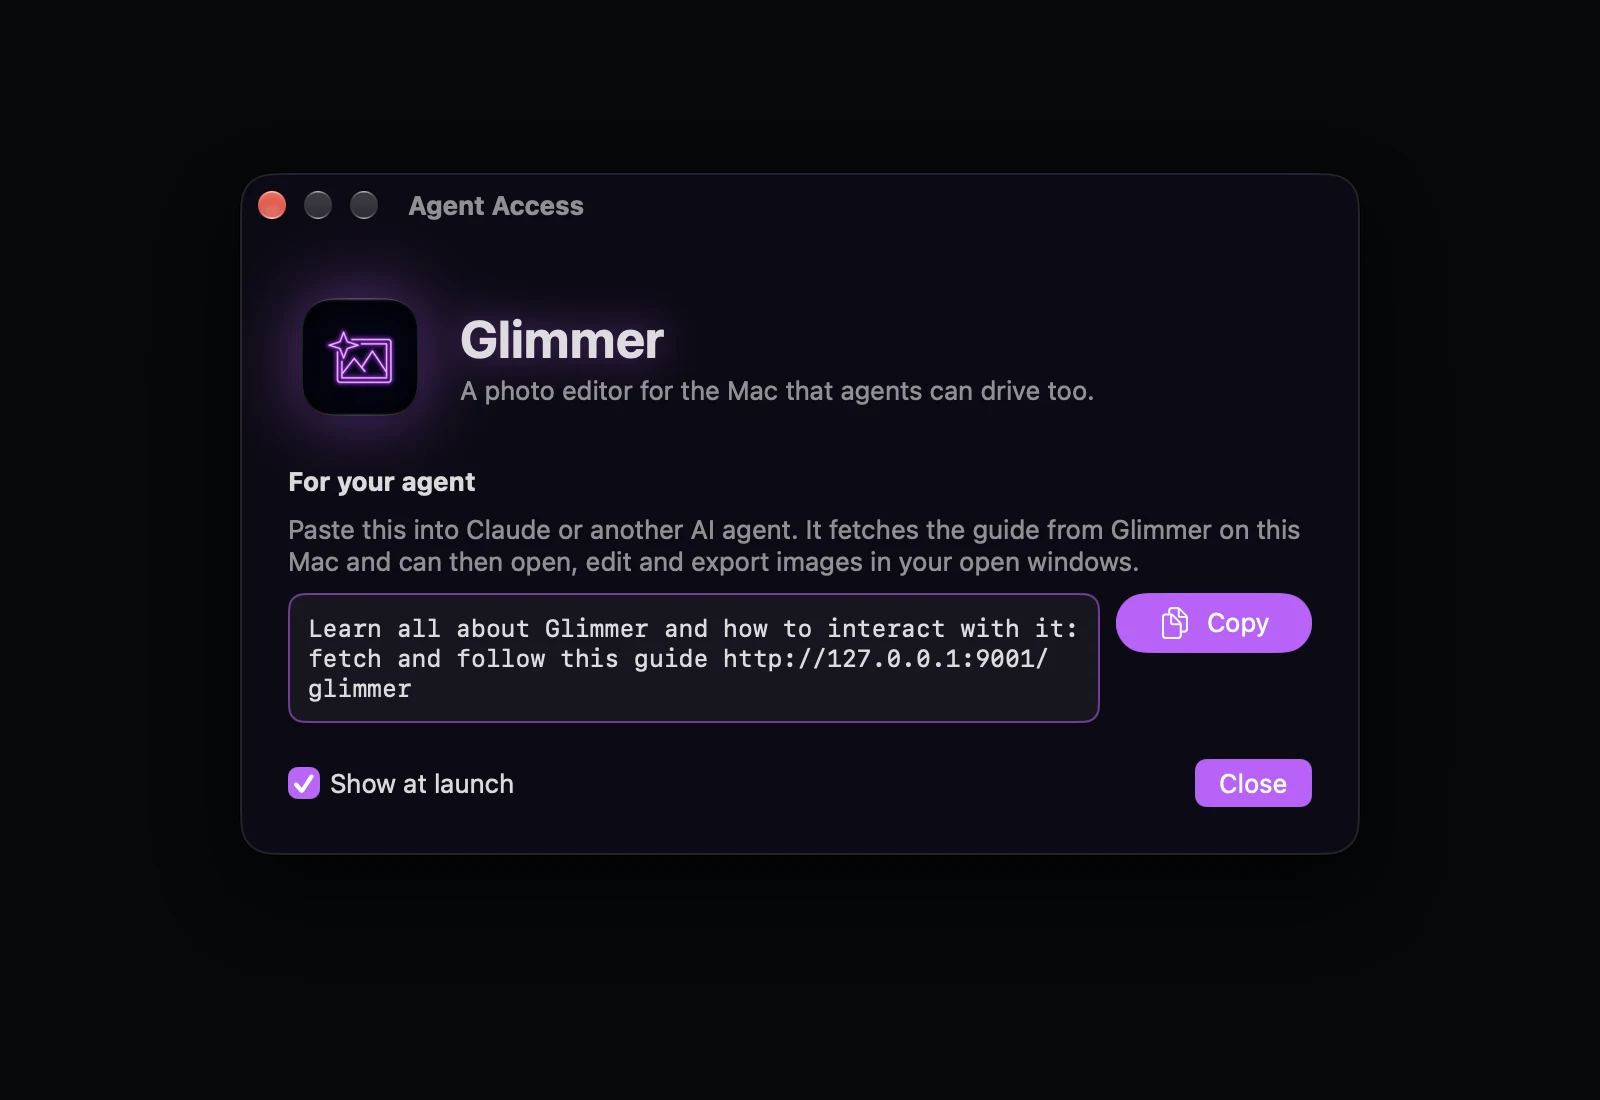 Agent Access
Glimmer
A photo editor for the Mac that agents can drive too.
For your agent
Paste this into Claude or another AI agent. It fetches the guide from Glimmer on this
Mac and can then open, edit and export images in your open windows.
Learn all about Glimmer and how to interact with it:
fetch and follow this guide http://127.0.0.1:9001/
glimmer
Copy
Show at launch
Close